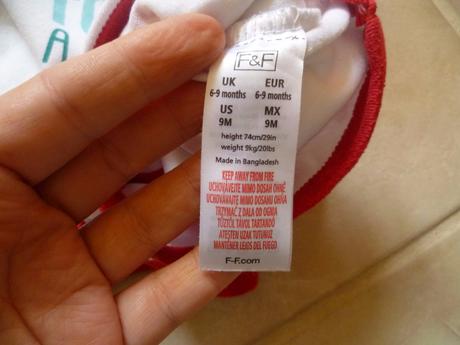 F&F
UK EUR
6-9 months 6-9 months
US MX
9M 9M
height 74cm/29in
weight 9kg/20lbs
Made in Bangladesh
KEEP AWAY FROM FIRE
UCHOVÁVEJTE MIMO DOSAH OHNĚ
UCHOVÁVAJTE MIMO DOSAHU OHŇA
TRZYMAĆ Z DALA OD OGNIA
TŰZTŐL TÁVOL TARTANDÓ
ATEŞTEN UZAK TUTUNUZ
MANTENER LEJOS DEL FUEGO
F-F.com